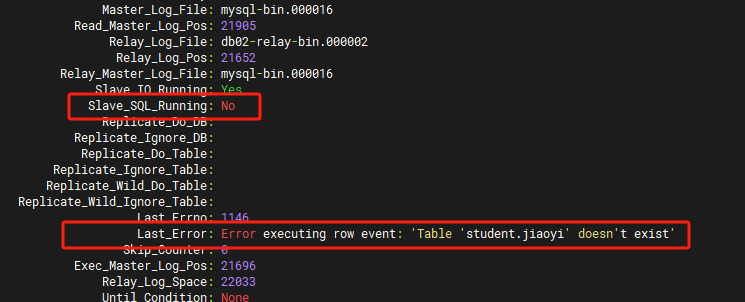 Master_Log_File: mysql-bin.000016
Read_Master_Log_Pos: 21905
Relay_Log_File: db02-relay-bin.000002
Relay_Log_Pos: 21652
Relay_Master_Log_File: mysql-bin.000016
Slave_IO_Running: Yes
Slave_SQL_Running: No
Replicate_Do_DB:
Replicate_Ignore_DB:
Replicate_Do_Table:
Replicate_Ignore_Table:
Replicate_Wild_Do_Table:
Replicate_Wild_Ignore_Table:
Last_Errno: 1146
Last_Error: Error executing row event: 'Table 'student.jiaoyi' doesn't exist'
Skip_Counter: 0
Exec_Master_Log_Pos: 21696
Relay_Log_Space: 22033
Until_Condition: None